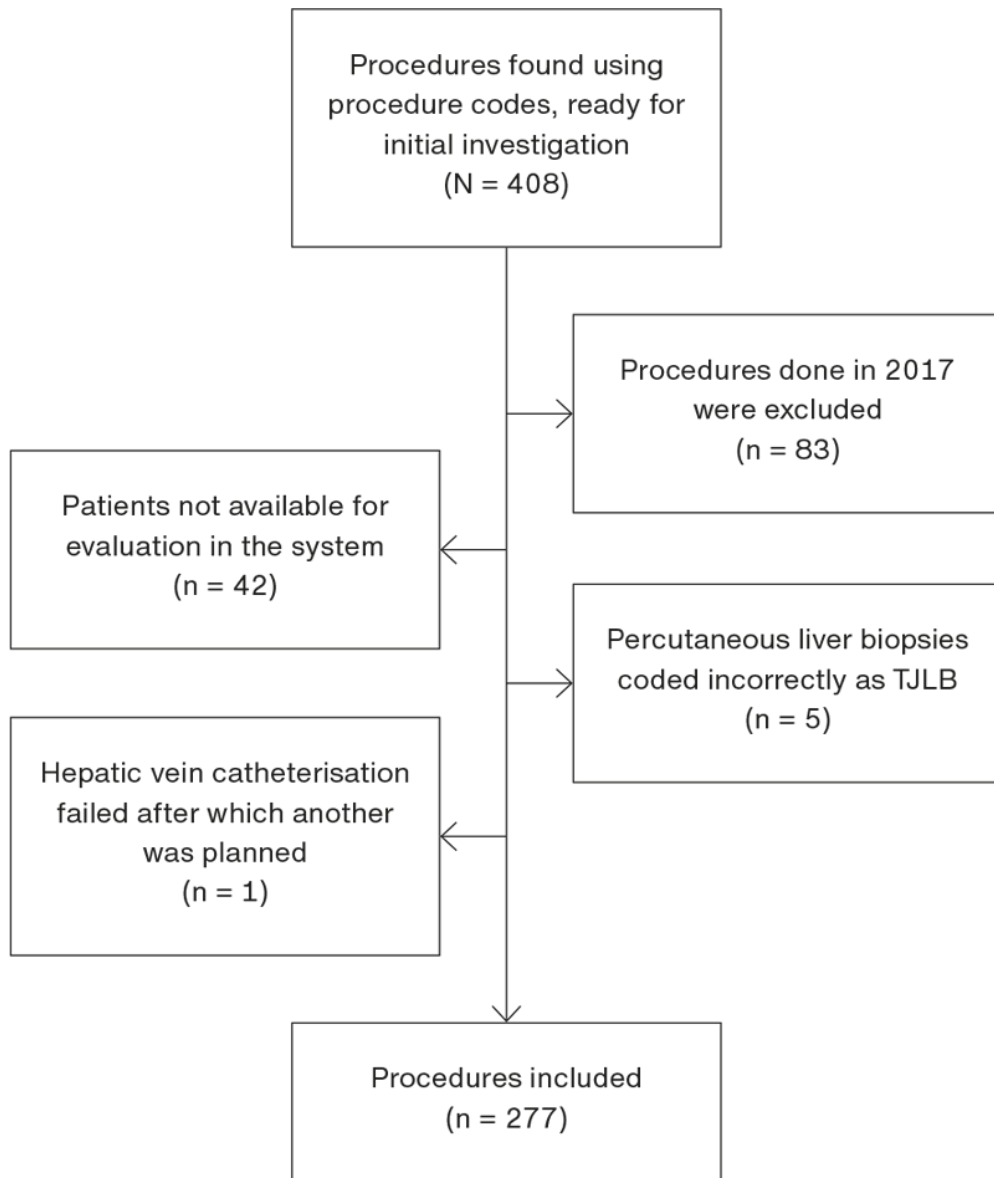 Procedures found using
procedure codes, ready for
initial investigation
(N = 408)
Procedures done in 2017
were excluded
(n = 83)
Patients not available for
evaluation in the system
(n = 42)
Percutaneous liver biopsies
coded incorrectly as TJLB
(n = 5)
Hepatic vein catheterisation
failed after which another
was planned
(n = 1)
Procedures included
(n = 277)